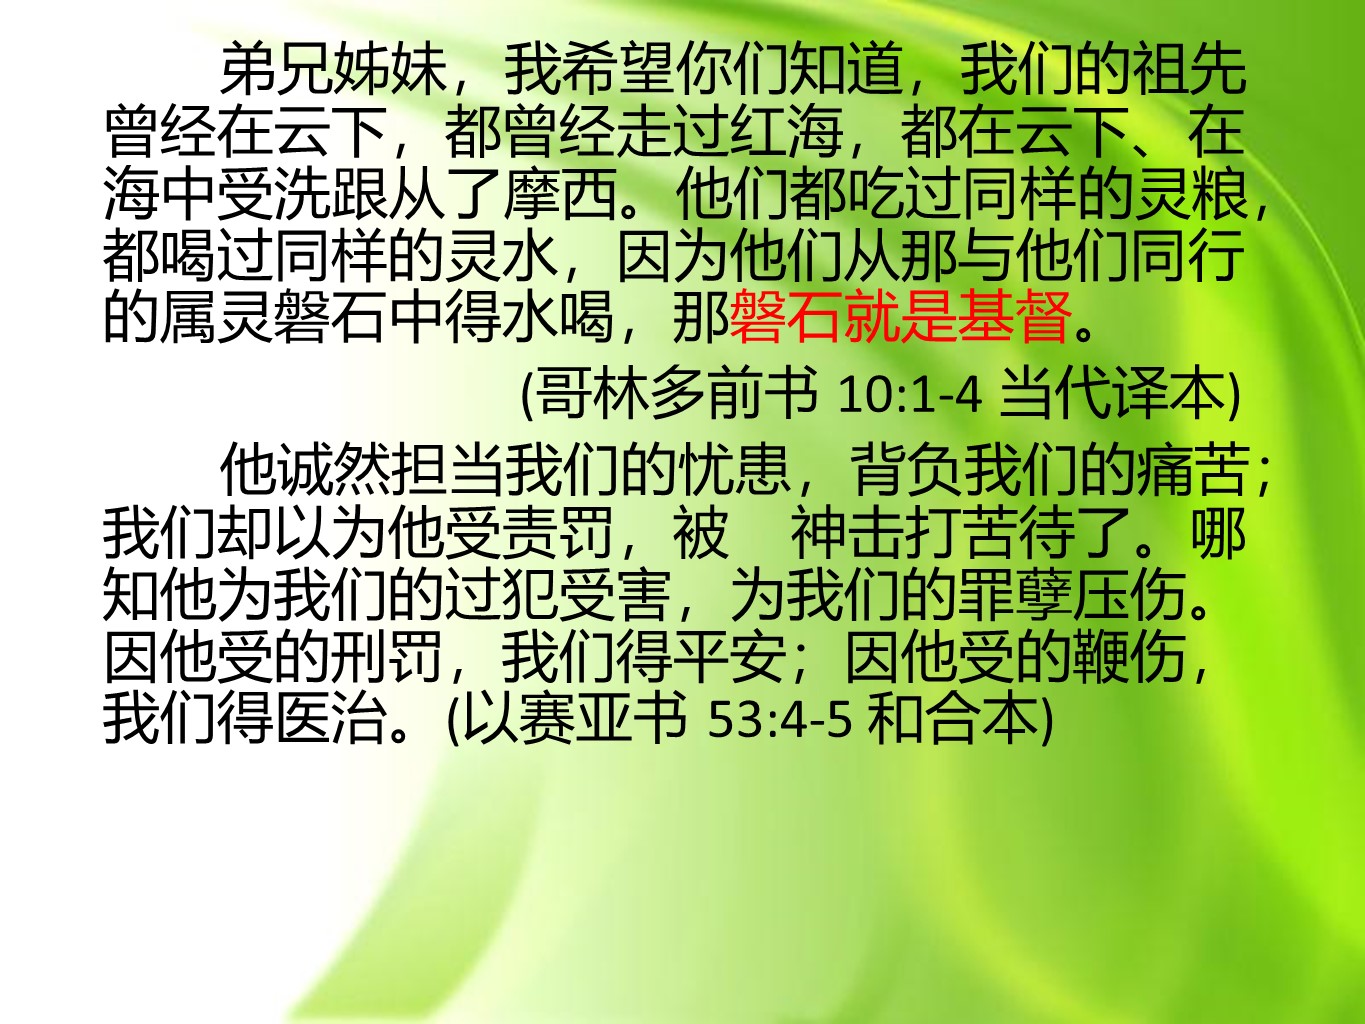 弟兄姊妹，我希望你们知道，我们的祖先
曾经在云下，都曾经走过红海，都在云下、在
海中受洗跟从了摩西。他们都吃过同样的灵粮，
都喝过同样的灵水，因为他们从那与他们同行
的属灵磐石中得水喝，那磐石就是基督。
(哥林多前书 10:1-4 当代译本)
他诚然担当我们的忧患，背负我们的痛苦；
我们却以为他受责罚，被　神击打苦待了。哪
知他为我们的过犯受害，为我们的罪孽压伤。
因他受的刑罚，我们得平安；因他受的鞭伤，
我们得医治。(以赛亚书 53:4-5 和合本)